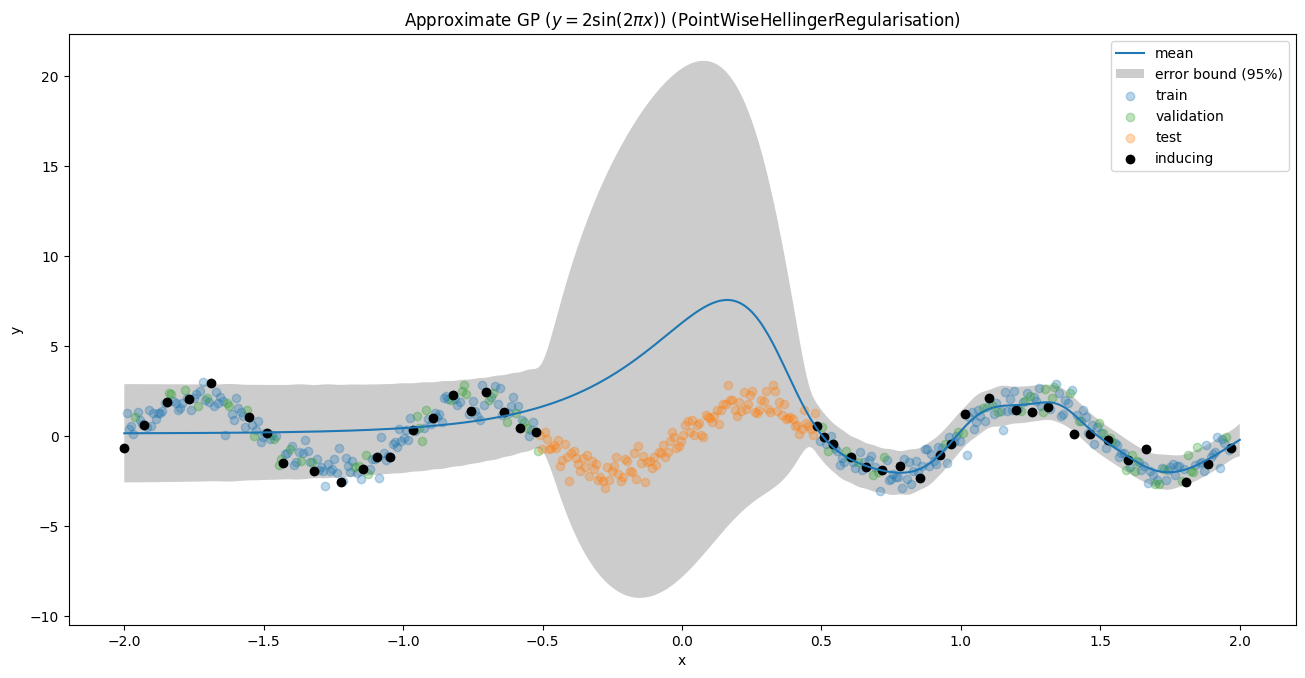 Approximate GP (y = 2sin(2πx)) (PointWiseHellingerRegularisation)
mean
error bound (95%)
train
validation
test
inducing
y
20
15
10
5
0
−5
−10
−2.0 −1.5 −1.0 −0.5 0.0 0.5 1.0 1.5 2.0
x